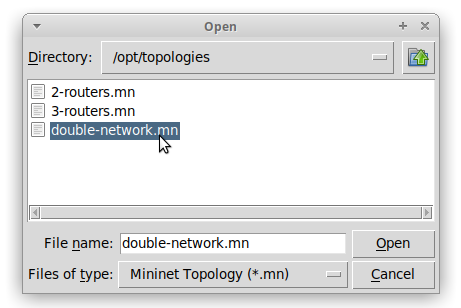 Open
Directory: /opt/topologies
2-routers.mn
3-routers.mn
double-network.mn
File name: double-network.mn Open
Files of type: Mininet Topology (*.mn) Cancel